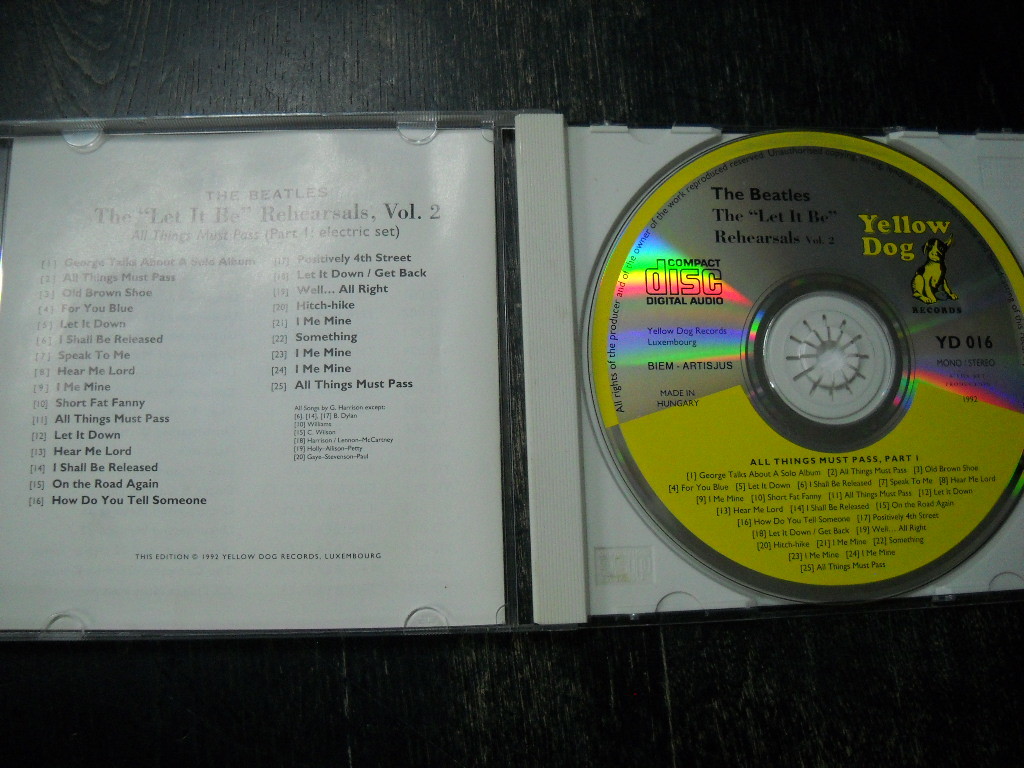 THE BEATLES
The "Let It Be" Rehearsals, Vol. 2
All Things Must Pass (Part 1: electric set)
[1] George Talks About A Solo Album
[2] All Things Must Pass
[3] Old Brown Shoe
[4] For You Blue
[5] Let It Down
[6] I Shall Be Released
[7] Speak To Me
[8] Hear Me Lord
[9] I Me Mine
[10] Short Fat Fanny
[11] All Things Must Pass
[12] Let It Down
[13] Hear Me Lord
[14] I Shall Be Released
[15] On the Road Again
[16] How Do You Tell Someone
[17] Positively 4th Street
[18] Let It Down / Get Back
[19] Well... All Right
[20] Hitch-hike
[21] I Me Mine
[22] Something
[23] I Me Mine
[24] I Me Mine
[25] All Things Must Pass
All Songs by G. Harrison except:
[6], [14], [17] B. Dylan
[10] Williams
[15] C. Wilson
[18] Harrison / Lennon–McCartney
[19] Holly–Allison–Petty
[20] Gaye–Stevenson–Paul
THIS EDITION © 1992 YELLOW DOG RECORDS, LUXEMBOURG
All rights of the producer and of the owner of the work reproduced reserved.
The Beatles
The "Let It Be"
Rehearsals Vol. 2
COMPACT
disc
DIGITAL AUDIO
Yellow Dog Records
Luxembourg
BIEM - ARTISJUS
MADE IN
HUNGARY
Yellow
Dog
RECORDS
YD 016
MONO / STEREO
1992
ALL THINGS MUST PASS, PART 1
[1] George Talks About A Solo Album [2] All Things Must Pass [3] Old Brown Shoe
[4] For You Blue [5] Let It Down [6] I Shall Be Released [7] Speak To Me [8] Hear Me Lord
[9] I Me Mine [10] Short Fat Fanny [11] All Things Must Pass [12] Let It Down
[13] Hear Me Lord [14] I Shall Be Released [15] On the Road Again
[16] How Do You Tell Someone [17] Positively 4th Street
[18] Let It Down / Get Back [19] Well... All Right
[20] Hitch-hike [21] I Me Mine [22] Something
[23] I Me Mine [24] I Me Mine
[25] All Things Must Pass